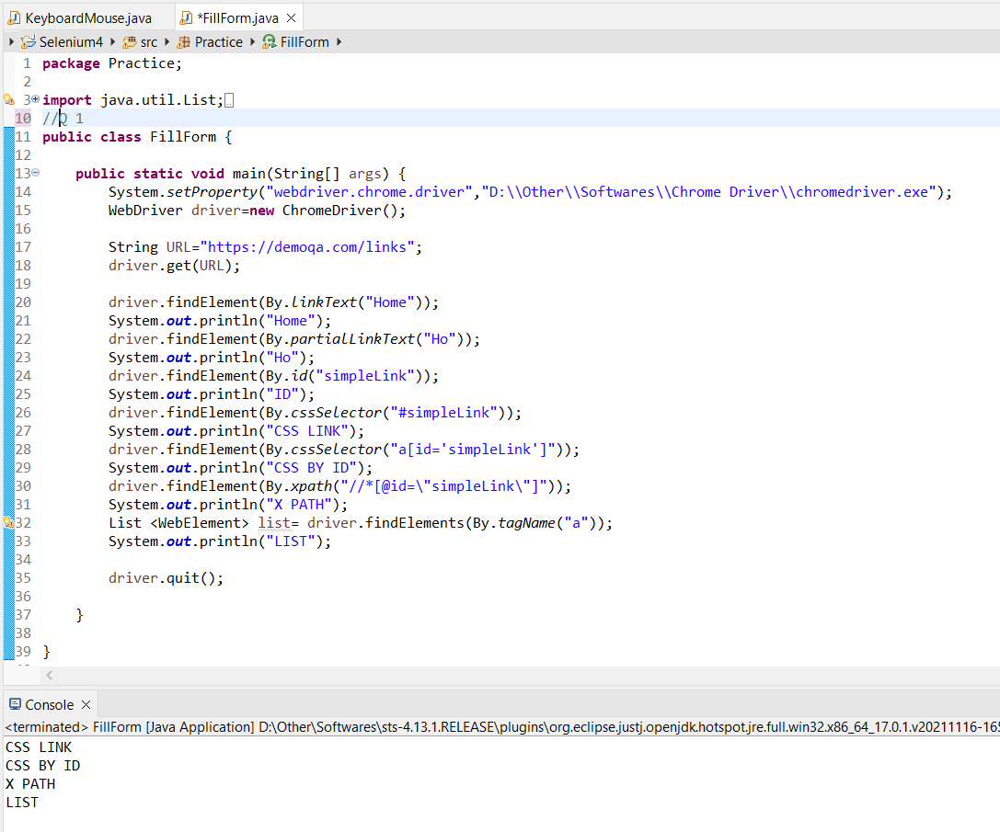 KeyboardMouse.java *FillForm.java
Selenium4 src Practice FillForm
1 package Practice;
2
3 import java.util.List;
10 //Q 1
11 public class FillForm {
12
13 public static void main(String[] args) {
14 System.setProperty("webdriver.chrome.driver","D:\\Other\\Softwares\\Chrome Driver\\chromedriver.exe");
15 WebDriver driver=new ChromeDriver();
16
17 String URL="https://demoqa.com/links";
18 driver.get(URL);
19
20 driver.findElement(By.linkText("Home"));
21 System.out.println("Home");
22 driver.findElement(By.partialLinkText("Ho"));
23 System.out.println("Ho");
24 driver.findElement(By.id("simpleLink"));
25 System.out.println("ID");
26 driver.findElement(By.cssSelector("#simpleLink"));
27 System.out.println("CSS LINK");
28 driver.findElement(By.cssSelector("a[id='simpleLink']"));
29 System.out.println("CSS BY ID");
30 driver.findElement(By.xpath("//*[@id=\"simpleLink\"]"));
31 System.out.println("X PATH");
32 List <WebElement> list= driver.findElements(By.tagName("a"));
33 System.out.println("LIST");
34
35 driver.quit();
36
37 }
38
39 }
Console
<terminated> FillForm [Java Application] D:\Other\Softwares\sts-4.13.1.RELEASE\plugins\org.eclipse.justj.openjdk.hotspot.jre.full.win32.x86_64_17.0.1.v20211116-165
CSS LINK
CSS BY ID
X PATH
LIST